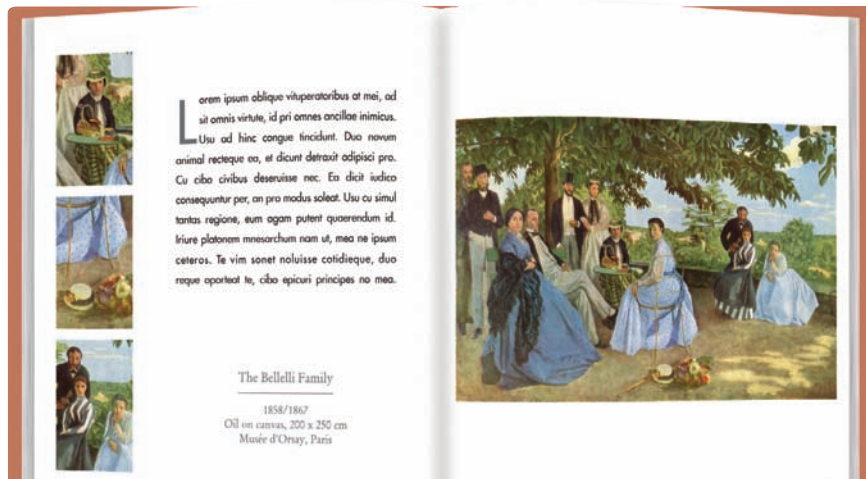 Lorem ipsum oblique vituperatoribus at mei, ad
sit omnis virtute, id pri omnes ancillae inimicus.
Usu ad hinc congue tincidunt. Duo novum
animal recteque ea, et dicunt detraxit adipisci pro.
Cu cibo civibus deseruisse nec. Ea dicit iudico
consequuntur per, an pro modus soleat. Usu cu simul
tantas regione, eum agam putent quaerendum id.
Iriure platonem mnesarchum nam ut, mea ne ipsum
ceteros. Te vim sonet noluisse cotidieque, duo
reque oporteat te, cibo epicuri principes no mea.
The Bellelli Family
1858/1867
Oil on canvas, 200 x 250 cm
Musée d'Orsay, Paris